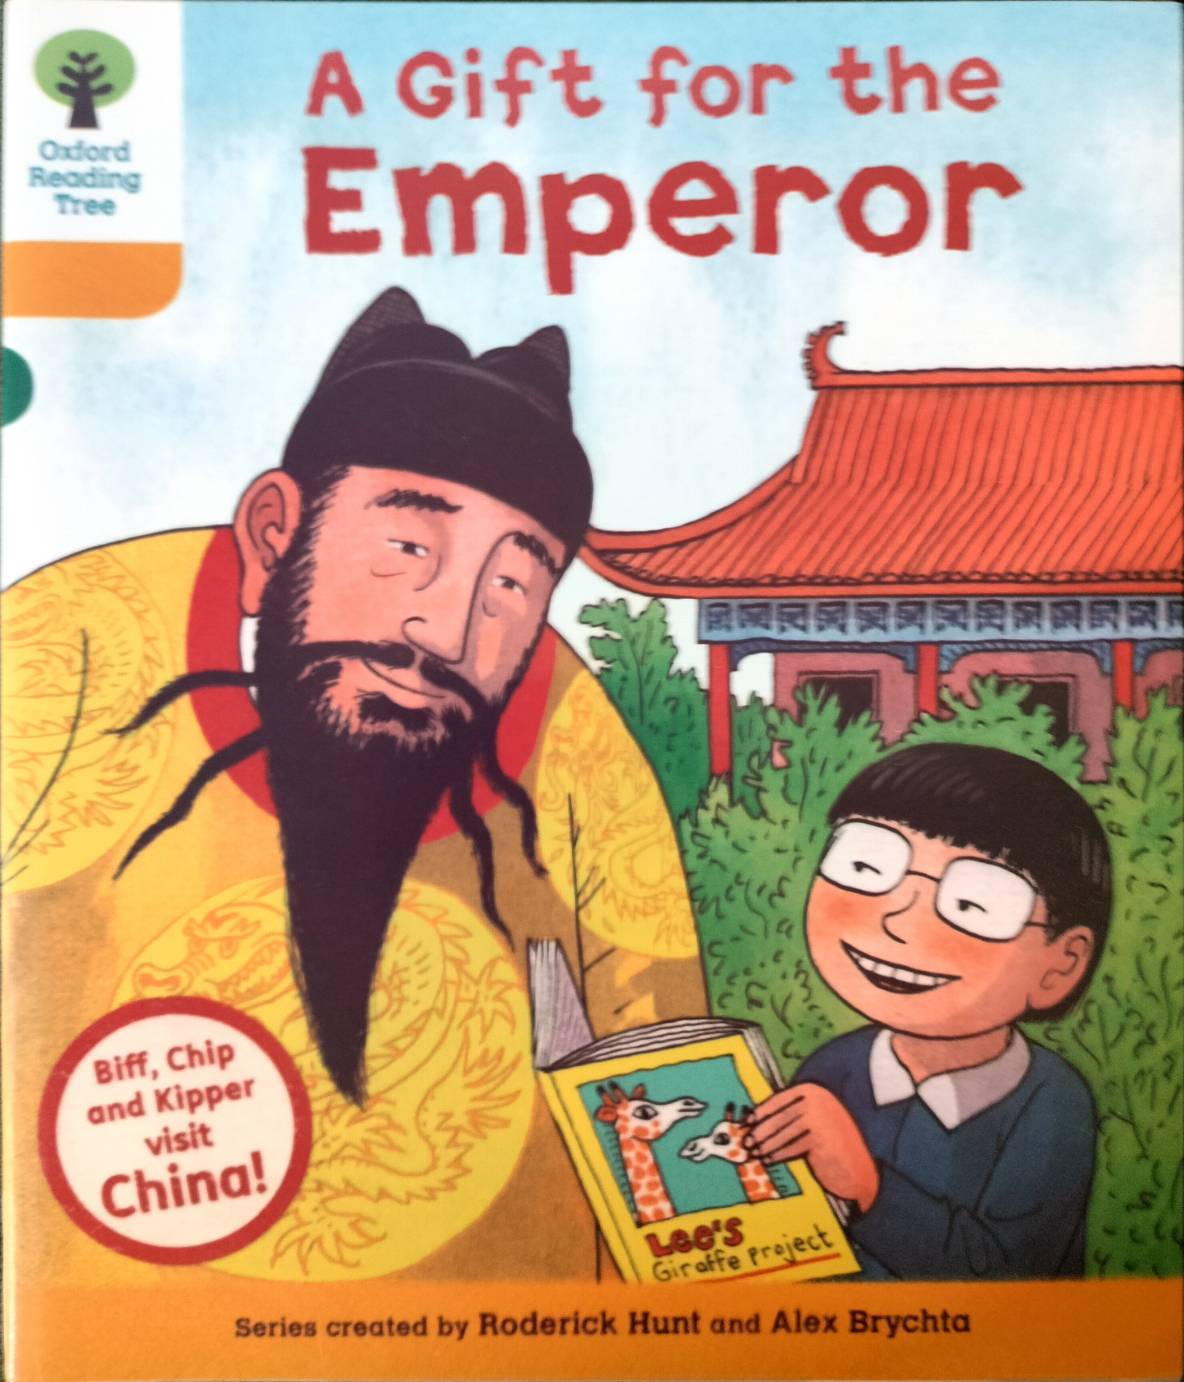 A Gift for the
Emperor
Oxford
Reading
Tree
Biff, Chip
and Kipper
visit
China!
Lee's
Giraffe Project
Series created by Roderick Hunt and Alex Brychta